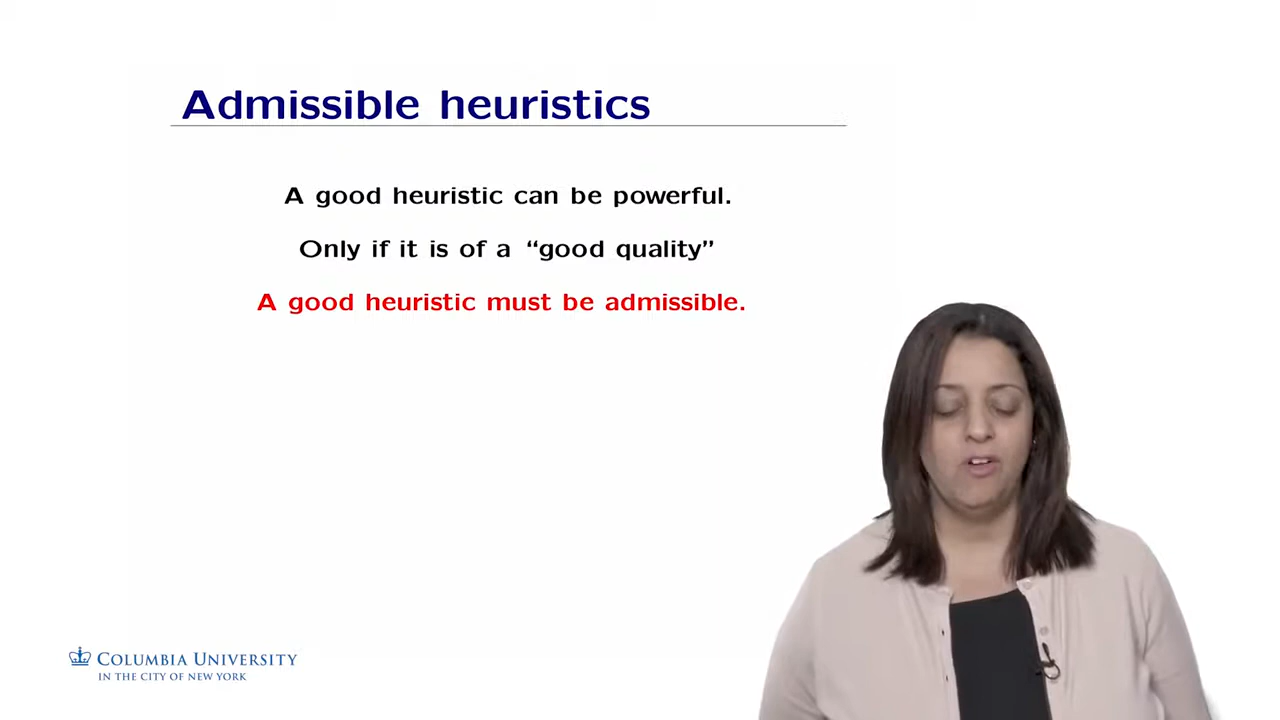 Admissible heuristics
A good heuristic can be powerful.
Only if it is of a “good quality”
A good heuristic must be admissible.
COLUMBIA UNIVERSITY
IN THE CITY OF NEW YORK